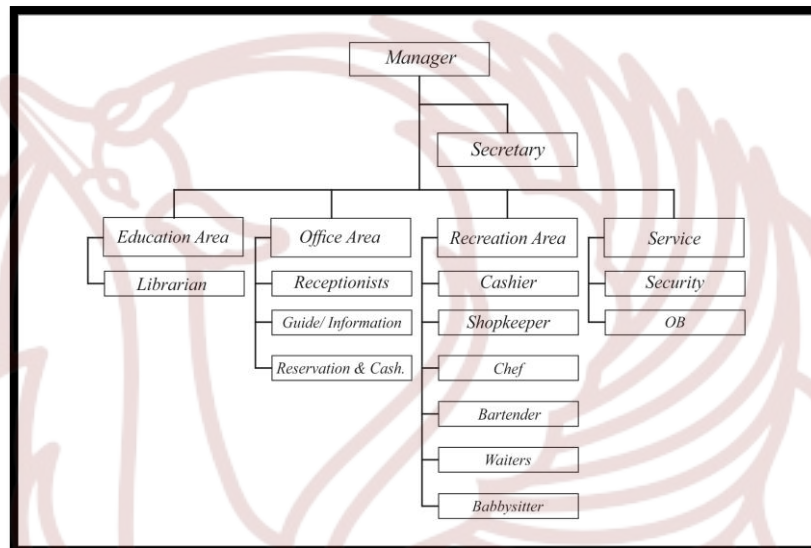 Manager
Secretary
Education Area
Librarian
Office Area
Receptionists
Guide/ Information
Reservation & Cash.
Recreation Area
Cashier
Shopkeeper
Chef
Bartender
Waiters
Babbysitter
Service
Security
OB